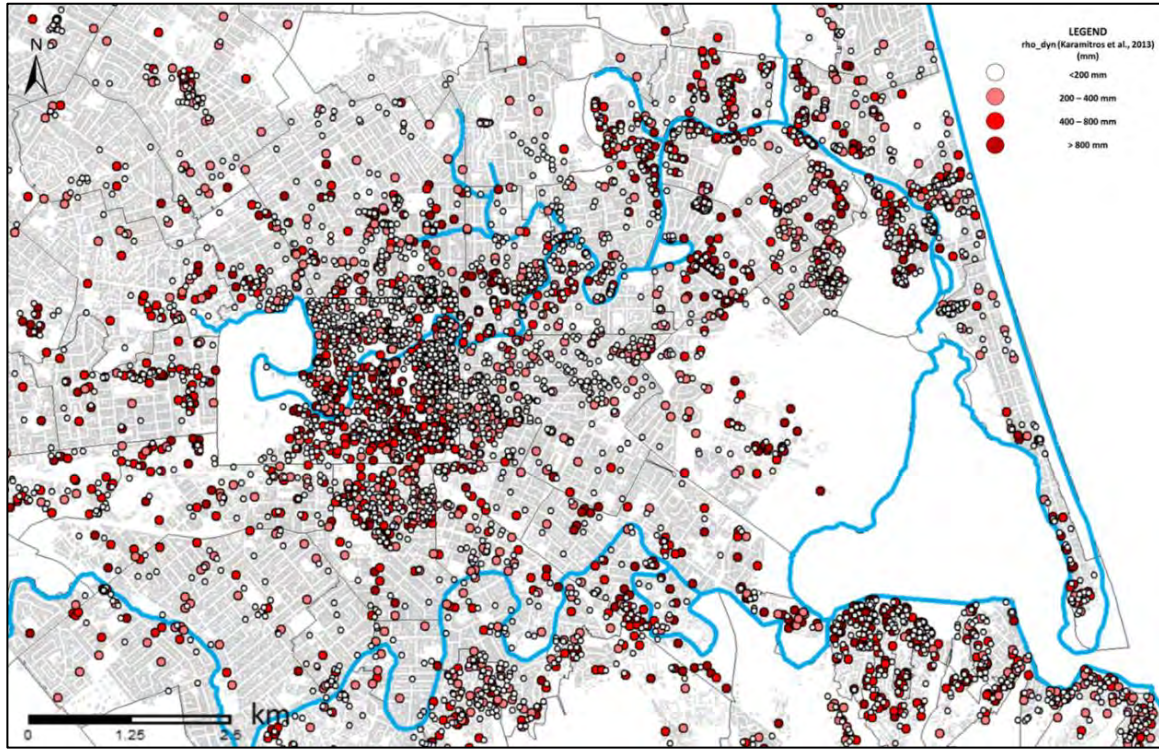 N
LEGEND
rho_dyn (Karamitros et al., 2013)
(mm)
<200 mm
200 – 400 mm
400 – 800 mm
> 800 mm
km
0 1.25 2.5